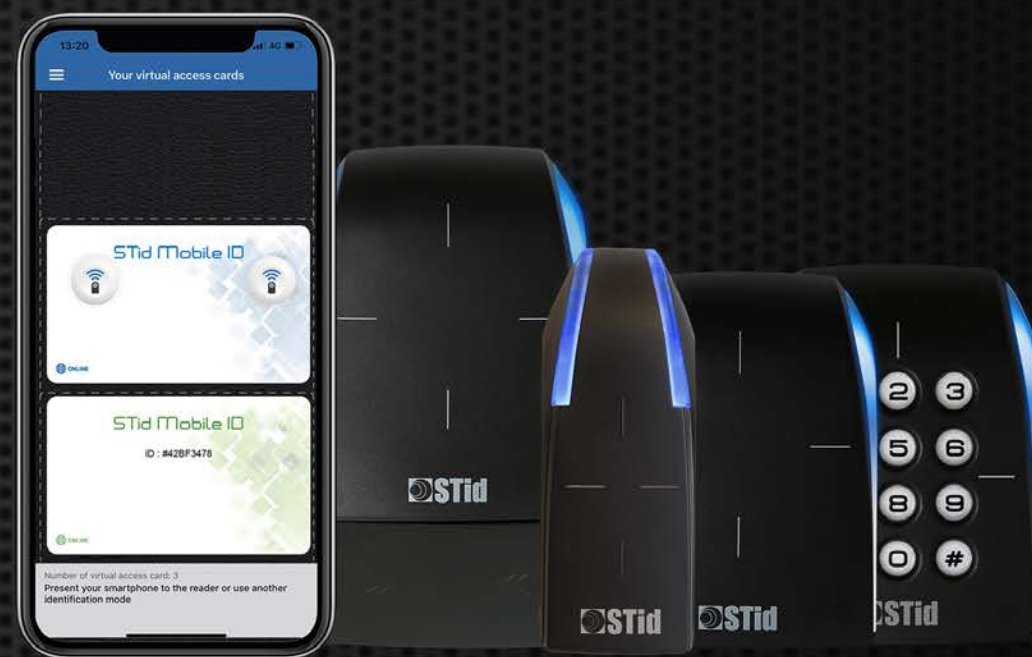 13:20
4G
Your virtual access cards
STid Mobile ID
ONLINE
STid Mobile ID
ID : #42BF3478
ONLINE
Number of virtual access card: 3
Present your smartphone to the reader or use another
identification mode
STid
STid
STid
2 3
5 6
8 9
0 #
STid